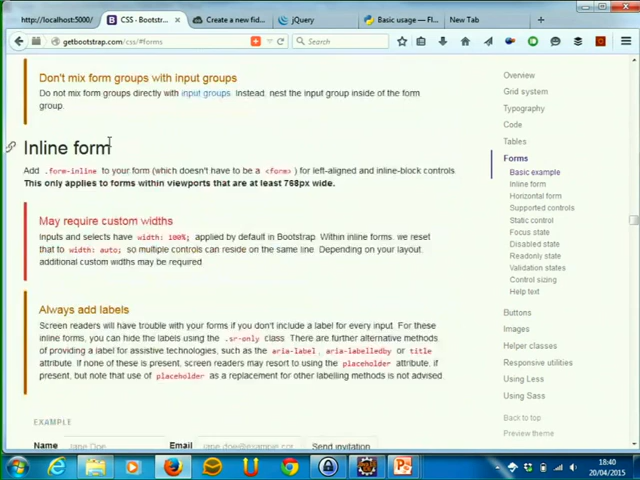 http://localhost:5000/
CSS · Bootstr...
Create a new fid...
jQuery
Basic usage — Fl...
New Tab
getbootstrap.com/css/#forms
Search
Don't mix form groups with input groups
Do not mix form groups directly with input groups. Instead, nest the input group inside of the form
group.
Inline form
Add .form-inline to your form (which doesn't have to be a <form> ) for left-aligned and inline-block controls.
This only applies to forms within viewports that are at least 768px wide.
May require custom widths
Inputs and selects have width: 100%; applied by default in Bootstrap. Within inline forms, we reset
that to width: auto; so multiple controls can reside on the same line. Depending on your layout,
additional custom widths may be required.
Always add labels
Screen readers will have trouble with your forms if you don't include a label for every input. For these
inline forms, you can hide the labels using the .sr-only class. There are further alternative methods
of providing a label for assistive technologies, such as the aria-label, aria-labelledby or title
attribute. If none of these is present, screen readers may resort to using the placeholder attribute, if
present, but note that use of placeholder as a replacement for other labelling methods is not advised.
EXAMPLE
Name
Jane Doe
Email
jane.doe@example.cor
Send invitation
Overview
Grid system
Typography
Code
Tables
Forms
Basic example
Inline form
Horizontal form
Supported controls
Static control
Focus state
Disabled state
Readonly state
Validation states
Control sizing
Help text
Buttons
Images
Helper classes
Responsive utilities
Using Less
Using Sass
Back to top
Preview theme
18:40
20/04/2015